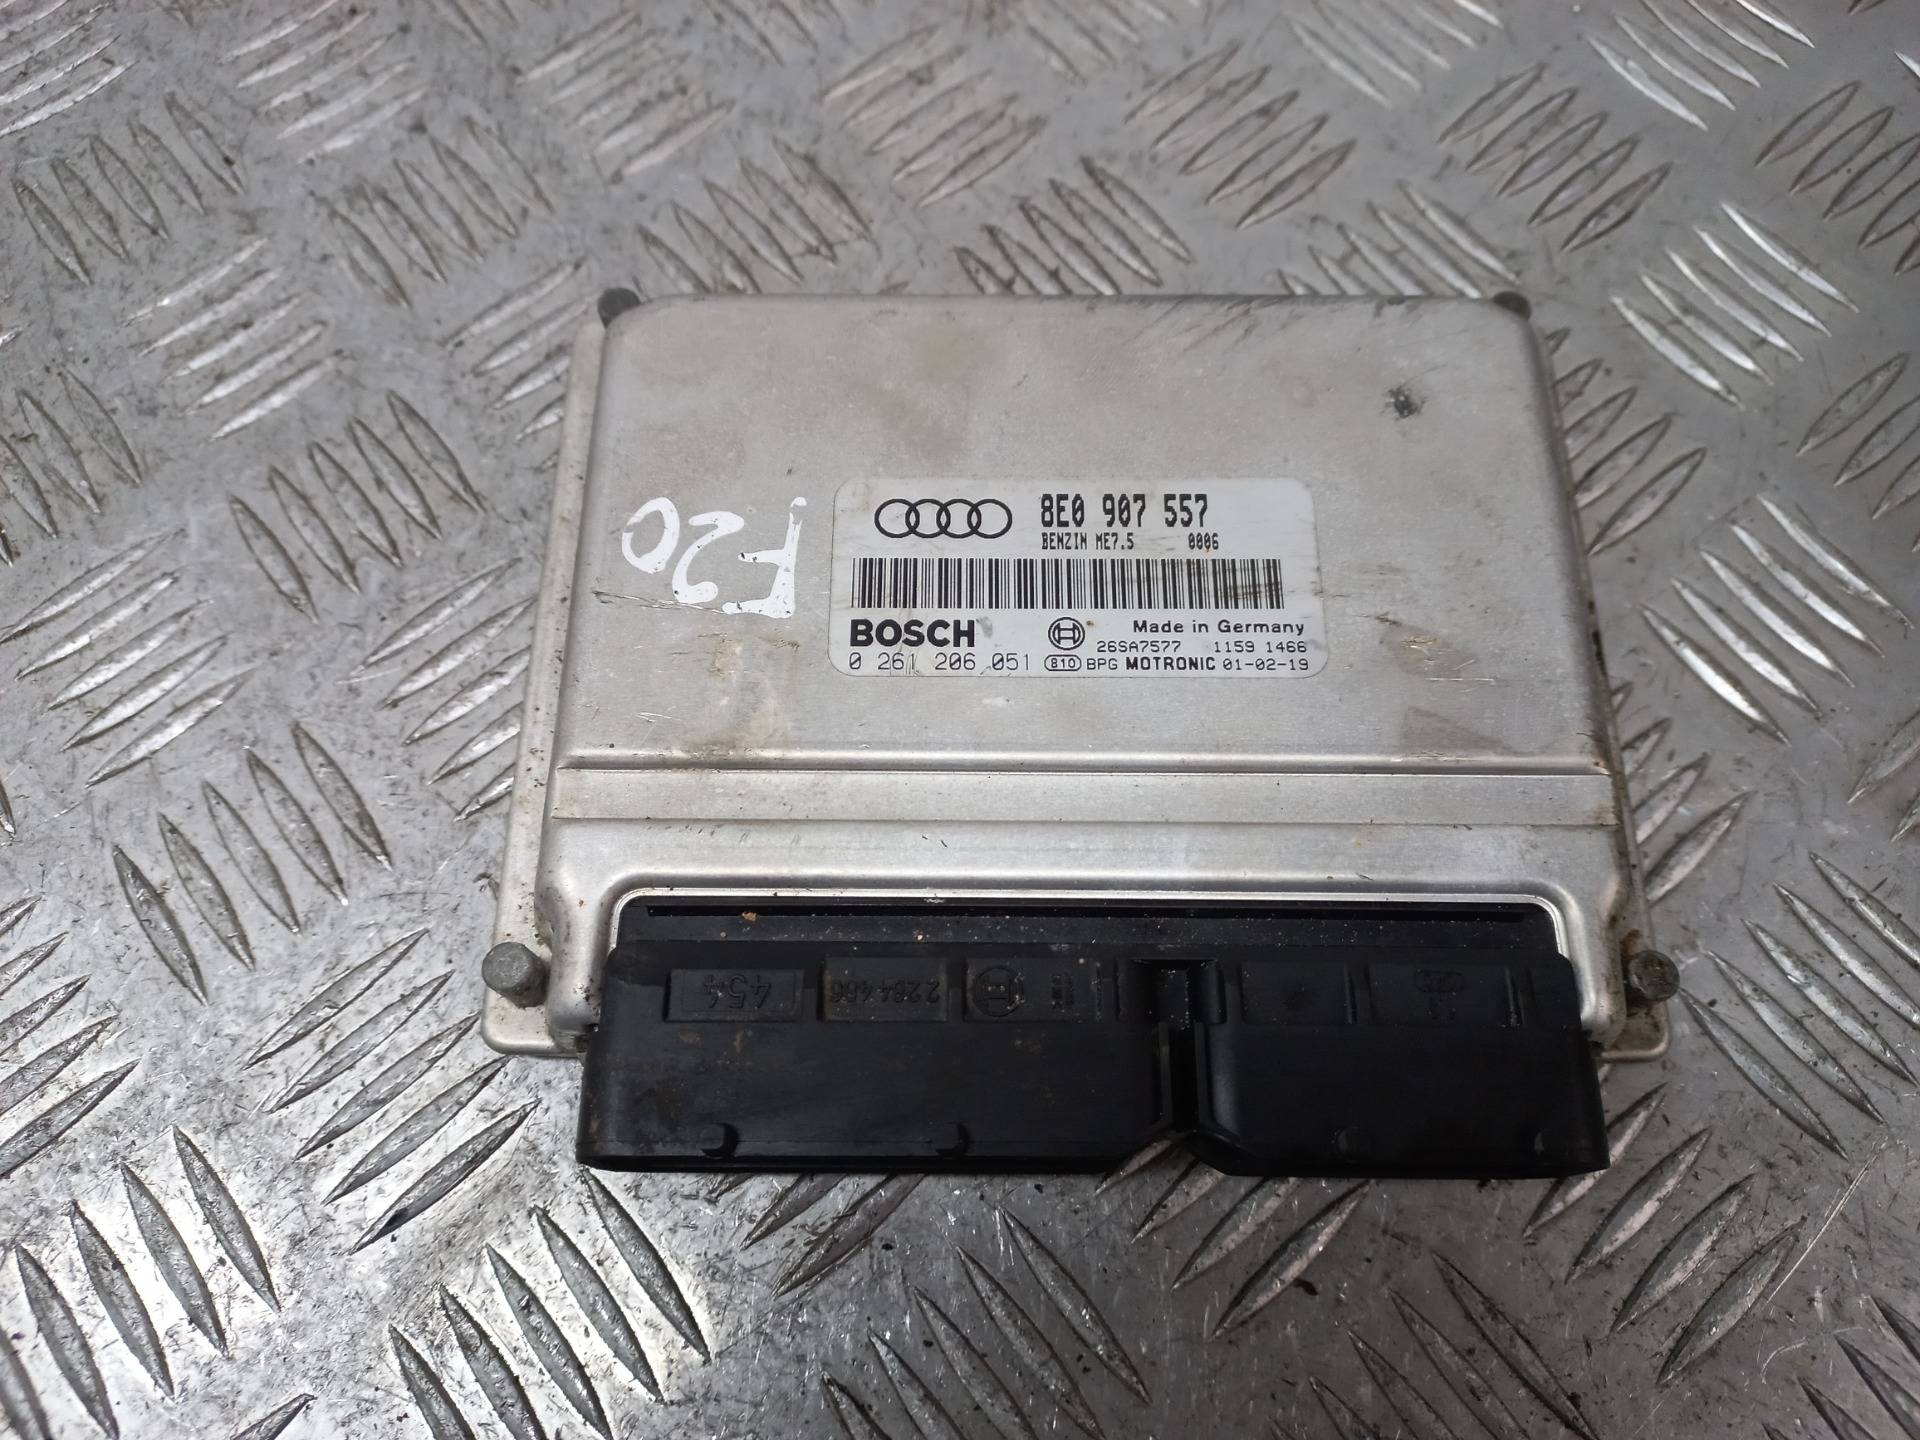 8E0 907 557
BENZIN ME7.5 0006
BOSCH Made in Germany
26SA7577 1159 1466
0 261 206 051 810 BPG MOTRONIC 01-02-19
F20
454
2284486